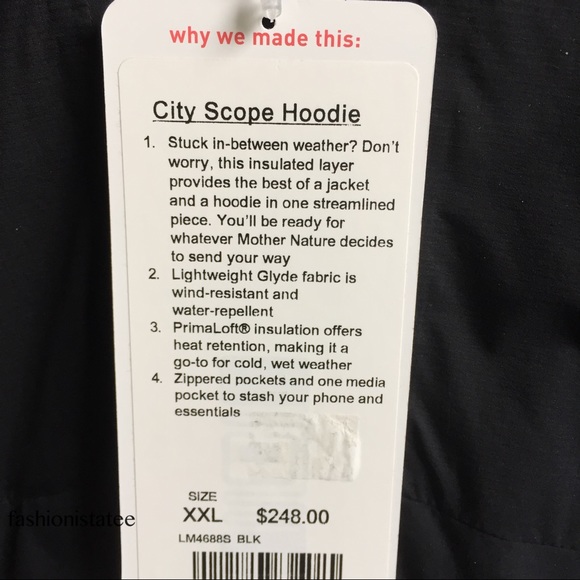 why we made this:
City Scope Hoodie
1. Stuck in-between weather? Don't
worry, this insulated layer
provides the best of a jacket
and a hoodie in one streamlined
piece. You'll be ready for
whatever Mother Nature decides
to send your way
2. Lightweight Glyde fabric is
wind-resistant and
water-repellent
3. PrimaLoft® insulation offers
heat retention, making it a
go-to for cold, wet weather
4. Zippered pockets and one media
pocket to stash your phone and
essentials
SIZE
XXL $248.00
LM4688S BLK
fashionistatee